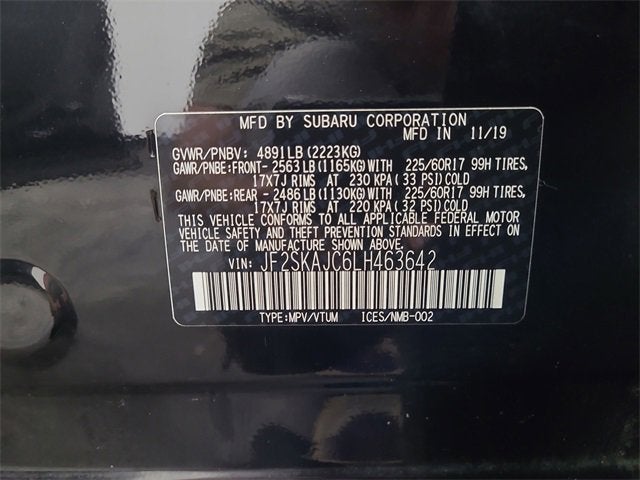 MFD BY SUBARU CORPORATION
MFD IN 11/19
GVWR/PNBV: 4891LB (2223KG)
GAWR/PNBE:FRONT- 2563LB(1165KG)WITH 225/60R17 99H TIRES,
17X7J RIMS AT 230 KPA( 33 PSI)COLD
GAWR/PNBE:REAR - 2486LB(1130KG)WITH 225/60R17 99H TIRES,
17X7J RIMS AT 220 KPA( 32 PSI)COLD
THIS VEHICLE CONFORMS TO ALL APPLICABLE FEDERAL MOTOR
VEHICLE SAFETY AND THEFT PREVENTION STANDARDS IN EFFECT
ON THE DATE OF MANUFACTURE SHOWN ABOVE.
VIN: JF2SKAJC6LH463642
TYPE:MPV/VTUM ICES/NMB-002